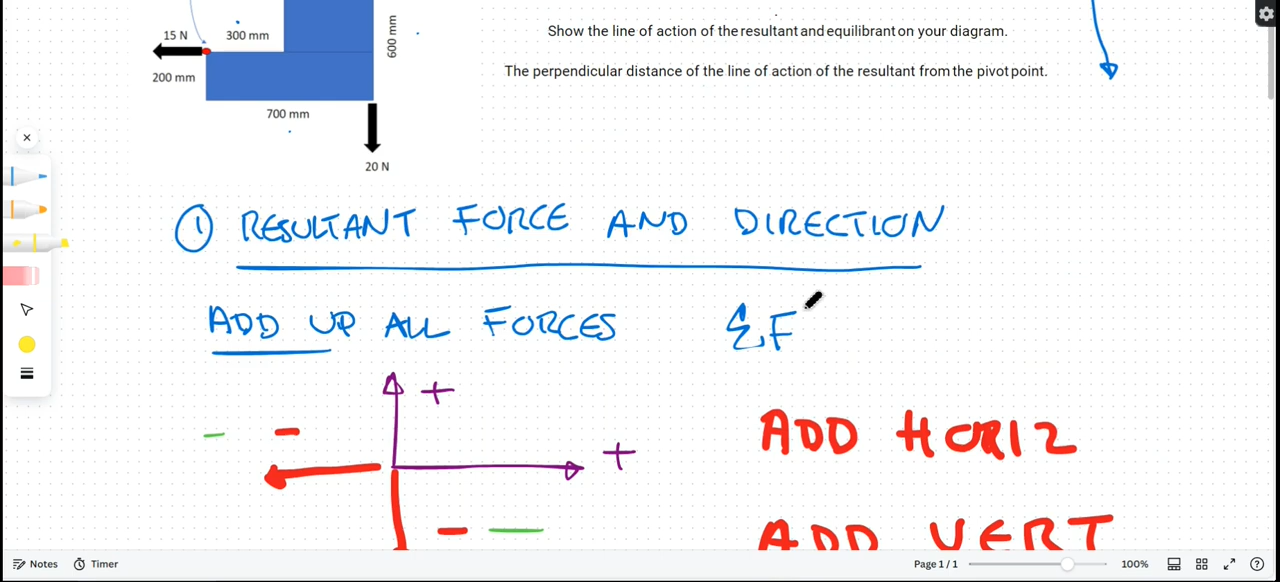 Show the line of action of the resultant and equilibrant on your diagram.
The perpendicular distance of the line of action of the resultant from the pivot point.
15 N
300 mm
600 mm
200 mm
700 mm
20 N
① RESULTANT FORCE AND DIRECTION
ADD UP ALL FORCES Σ,F
+
- -
+
- -
ADD HORIZ
ADD VERT
Notes Timer Page 1 / 1 100%